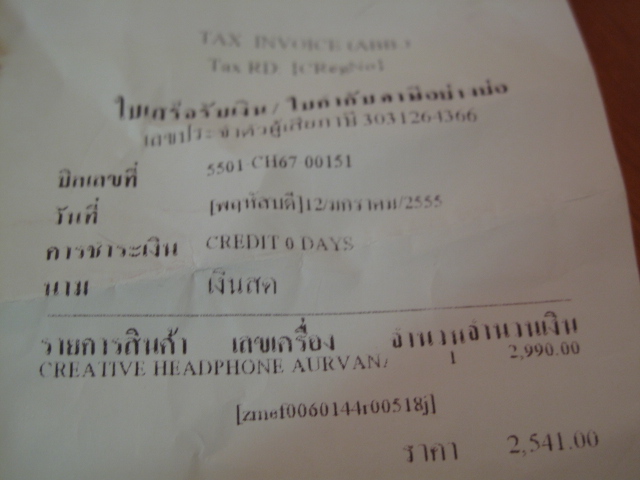 TAX INVOICE (ABB.)
Tax RD. [CRegNo]
ใบเสร็จรับเงิน / ใบกำกับภาษีอย่างย่อ
เลขประจำตัวผู้เสียภาษี 3031264366
บิลเลขที่ 5501-CH67-00151
วันที่ [พฤหัสบดี]12/มกราคม/2555
การชำระเงิน CREDIT 0 DAYS
นาม เงินสด
รายการสินค้า เลขเครื่อง จำนวน จำนวนเงิน
CREATIVE HEADPHONE AURVANA 1 2,990.00
[zmef0060144r00518j]
ราคา 2,541.00